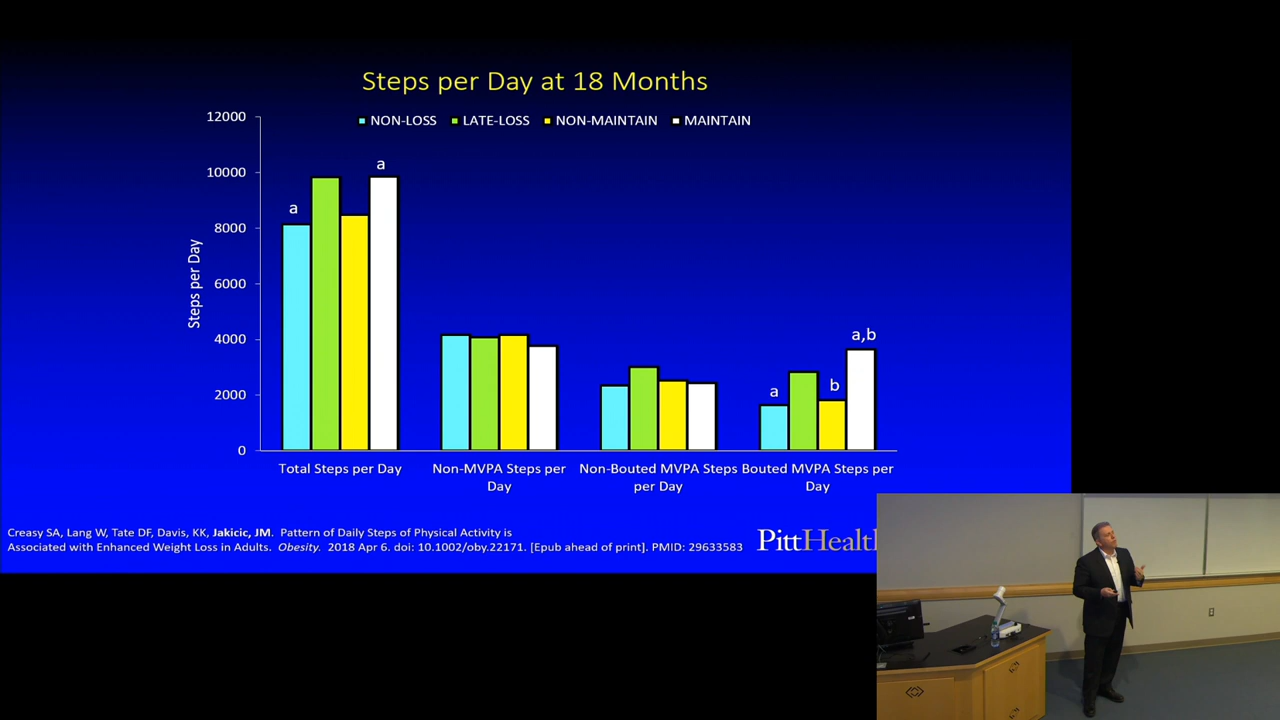 Steps per Day at 18 Months
NON-LOSS LATE-LOSS NON-MAINTAIN MAINTAIN
12000
10000
8000
6000
4000
2000
0
Steps per Day
a
a
a
b
a,b
Total Steps per Day
Non-MVPA Steps per
Day
Non-Bouted MVPA Steps
per Day
Bouted MVPA Steps per
Day
Creasy SA, Lang W, Tate DF, Davis, KK, Jakicic, JM. Pattern of Daily Steps of Physical Activity is
Associated with Enhanced Weight Loss in Adults. Obesity. 2018 Apr 6. doi: 10.1002/oby.22171. [Epub ahead of print]. PMID: 29633583
PittHealth